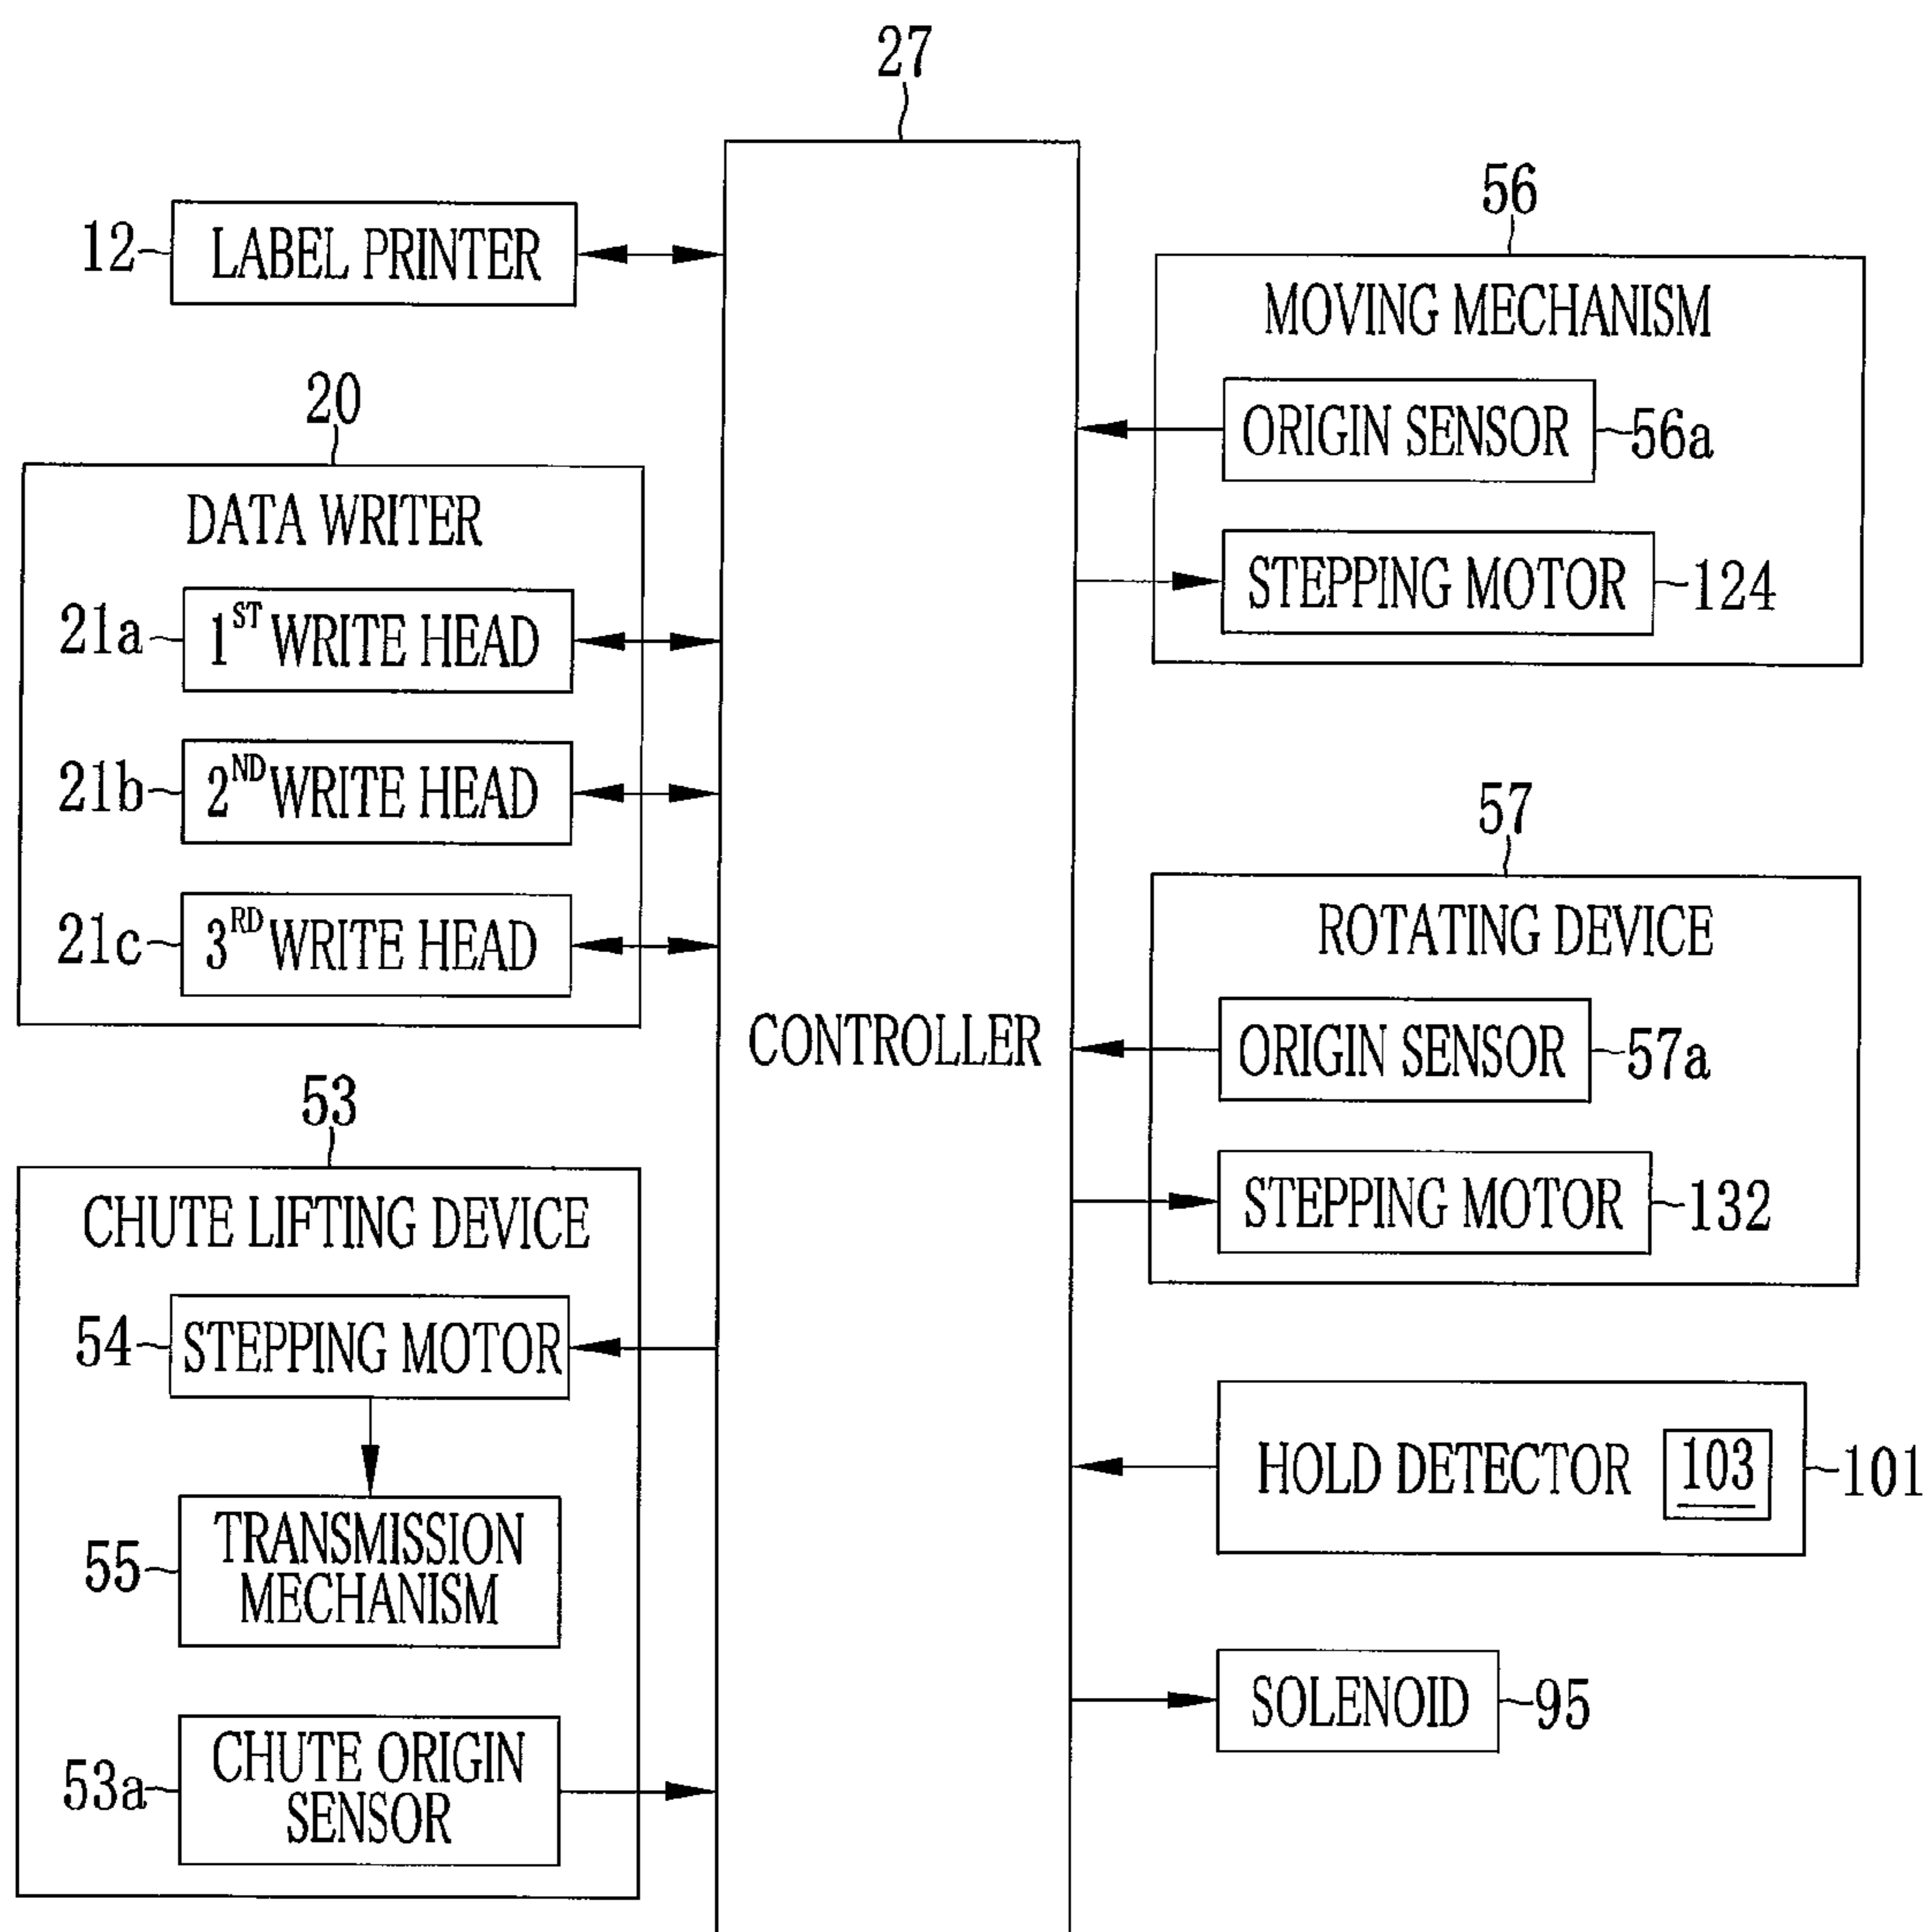 27
12
LABEL PRINTER
20
DATA WRITER
21a
1ST WRITE HEAD
21b
2ND WRITE HEAD
21c
3RD WRITE HEAD
53
CHUTE LIFTING DEVICE
54
STEPPING MOTOR
55
TRANSMISSION
MECHANISM
53a
CHUTE ORIGIN
SENSOR
CONTROLLER
56
MOVING MECHANISM
ORIGIN SENSOR
56a
STEPPING MOTOR
124
57
ROTATING DEVICE
ORIGIN SENSOR
57a
STEPPING MOTOR
132
HOLD DETECTOR 103
101
SOLENOID
95